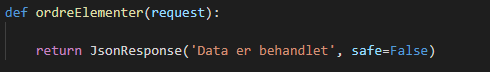 def ordreElementer(request):
return JsonResponse('Data er behandlet', safe=False)